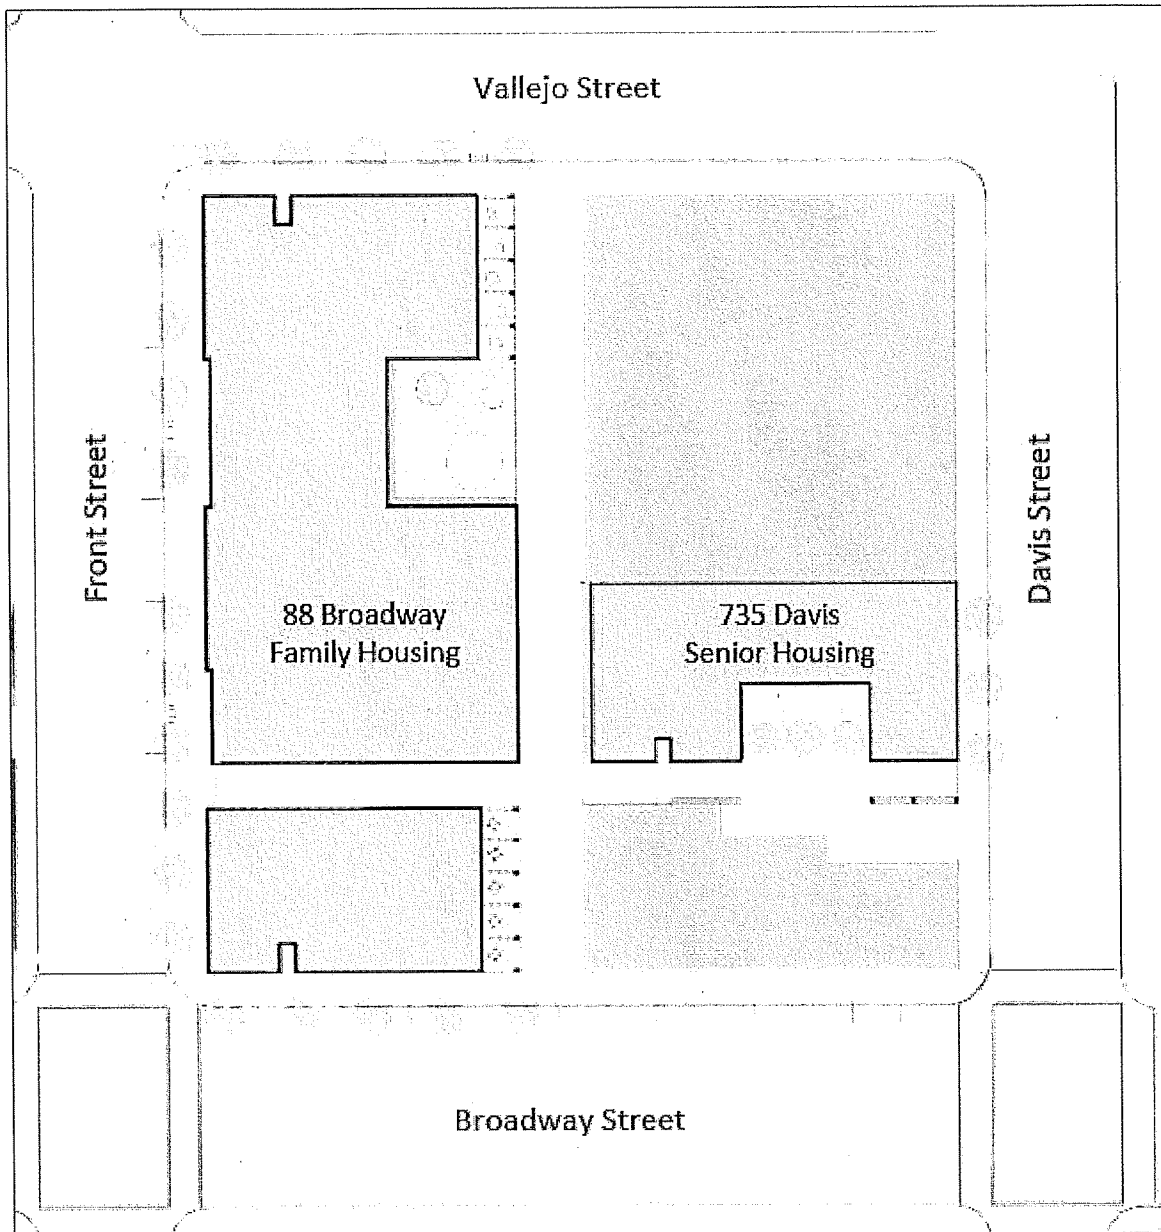 Vallejo Street
Front Street
Davis Street
88 Broadway
Family Housing
735 Davis
Senior Housing
Broadway Street